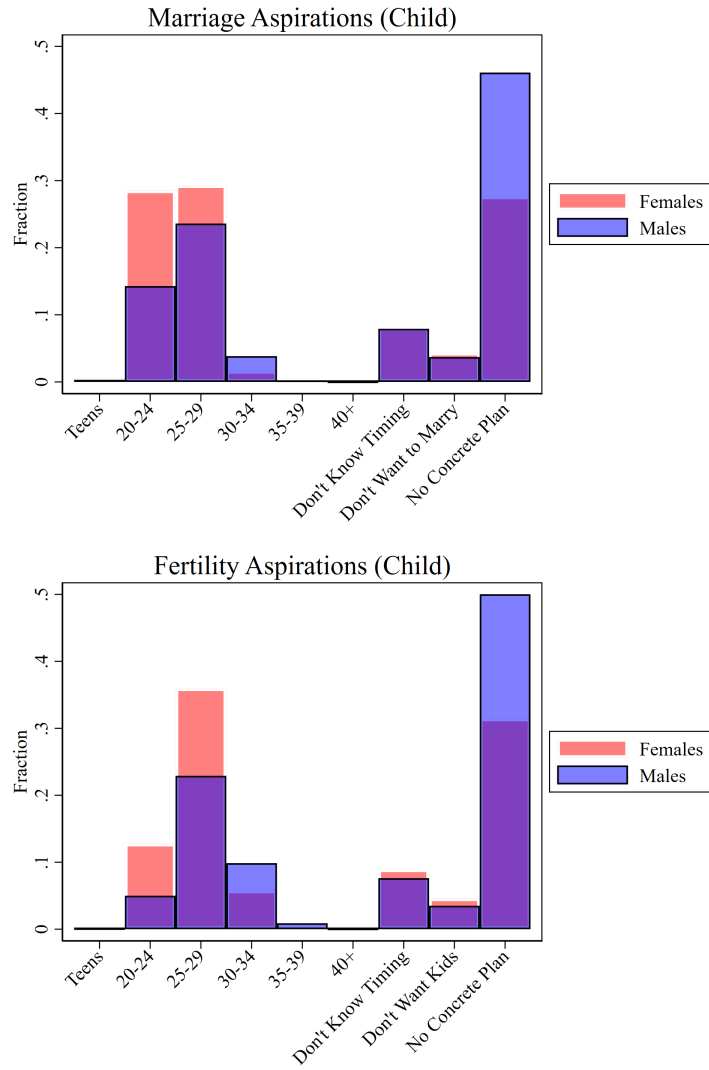 Marriage Aspirations (Child)
Fraction
.5
.4
.3
.2
.1
0
Teens
20-24
25-29
30-34
35-39
40+
Don't Know Timing
Don't Want to Marry
No Concrete Plan
Females
Males
Fertility Aspirations (Child)
Fraction
.5
.4
.3
.2
.1
0
Teens
20-24
25-29
30-34
35-39
40+
Don't Know Timing
Don't Want Kids
No Concrete Plan
Females
Males